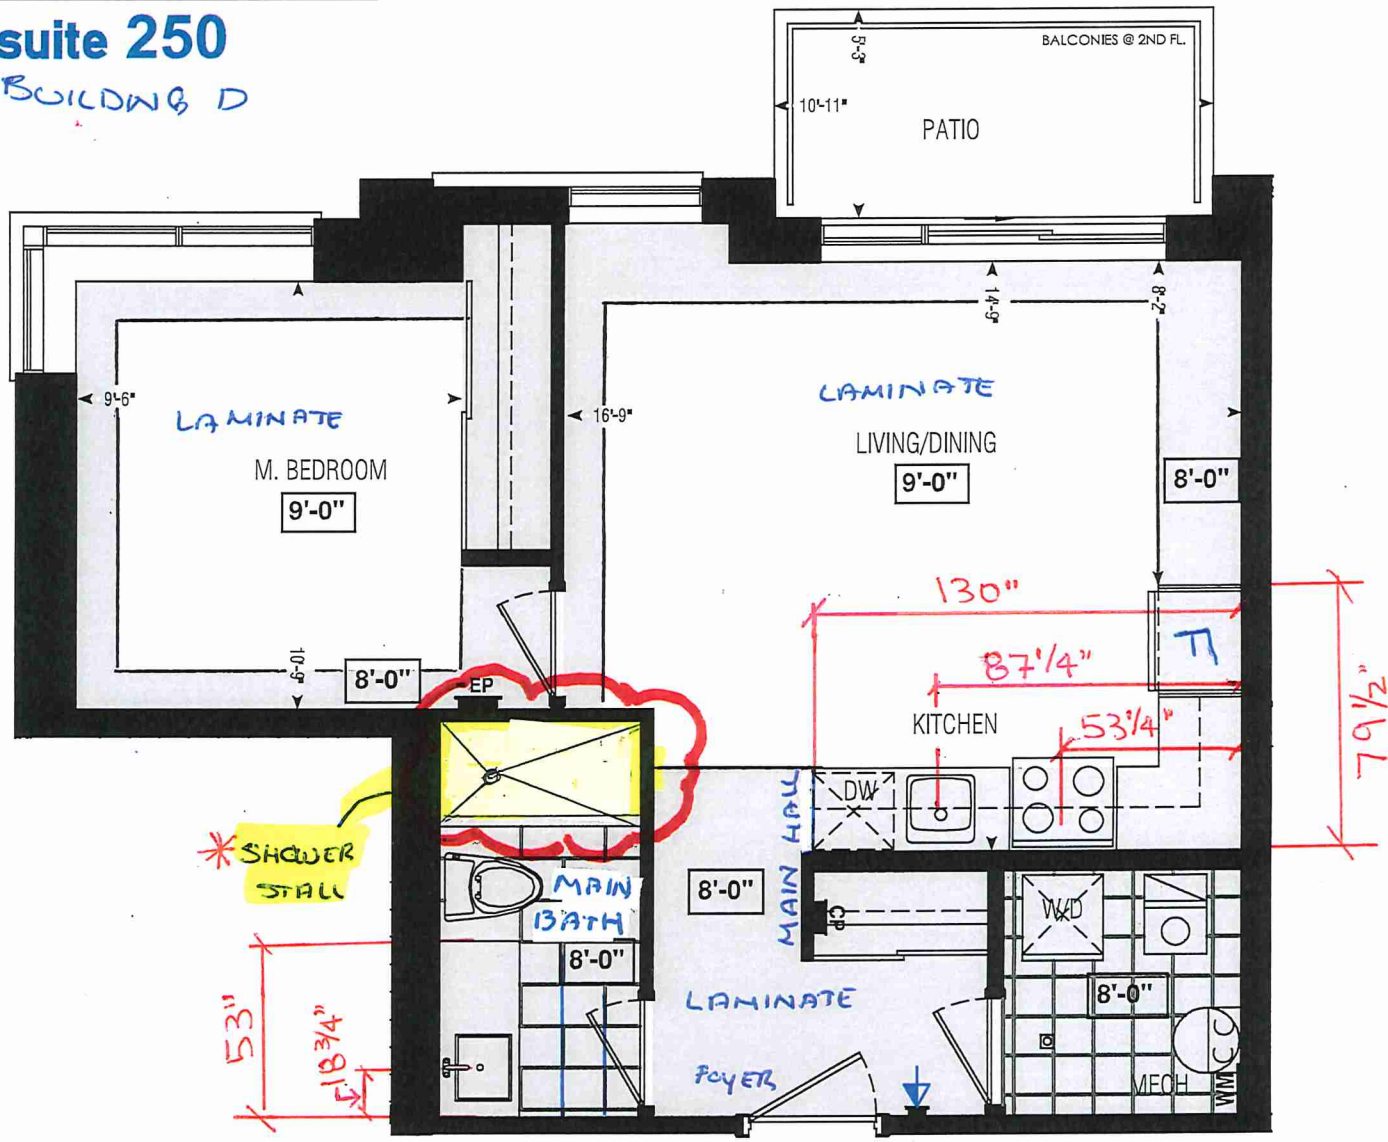 suite 250
BUILDING D
BALCONIES @ 2ND FL.
5'-3"
10'-11"
PATIO
14'-9"
8'-2"
9'-6"
LAMINATE
M. BEDROOM
9'-0"
16'-9"
LAMINATE
LIVING/DINING
9'-0"
8'-0"
130"
87 1/4"
53 1/4"
79 1/2"
KITCHEN
10'-9"
8'-0"
EP
DW
MAIN HALL
* SHOWER
STALL
MAIN
BATH
8'-0"
8'-0"
CP
W/D
8'-0"
LAMINATE
53"
18 3/4"
FOYER
MECH
WM
CC